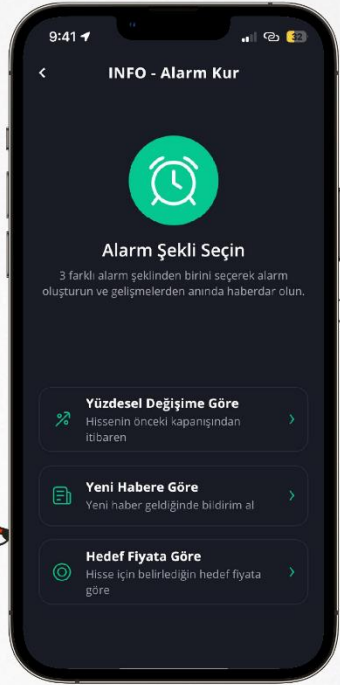 9:41
32
INFO - Alarm Kur
Alarm Şekli Seçin
3 farklı alarm şeklinden birini seçerek alarm
oluşturun ve gelişmelerden anında haberdar olun.
Yüzdesel Değişime Göre
Hissenin önceki kapanışından
itibaren
Yeni Habere Göre
Yeni haber geldiğinde bildirim al
Hedef Fiyata Göre
Hisse için belirlediğin hedef fiyata
göre